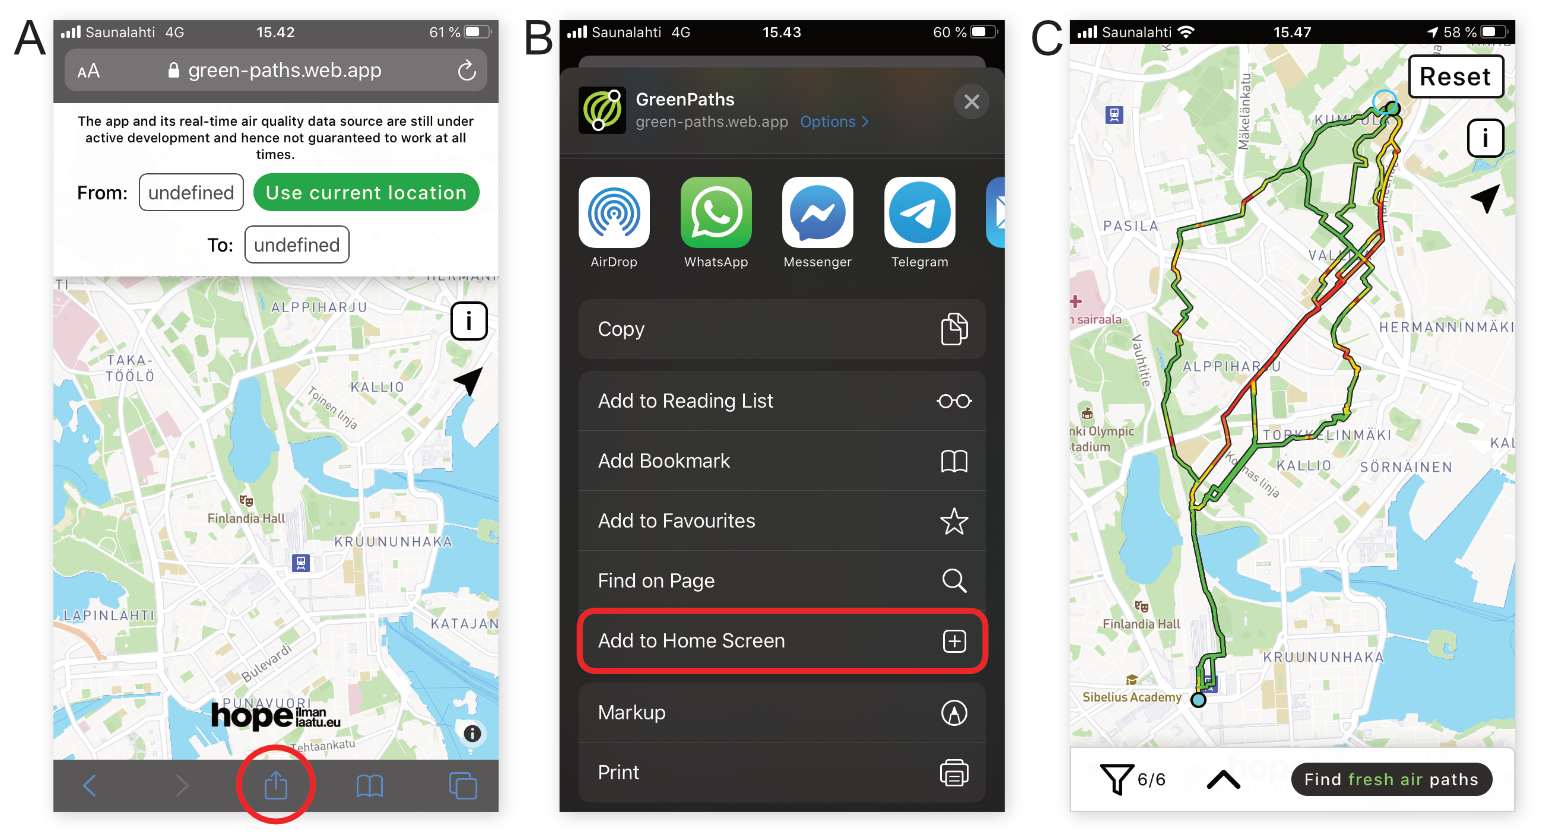 A
Saunalahti 4G 15.42 61 %
AA green-paths.web.app
The app and its real-time air quality data source are still under
active development and hence not guaranteed to work at all
times.
From: undefined Use current location
To: undefined
HERMANN
TI
ALPPIHARJU
i
TAKA-
TÖÖLÖ
KALLIO
Toinen linja
Finlandia Hall
KRUUNUNHAKA
LAPINLAHTI
KATAJAN
Bulevardi
PUNAVUORI
hope ilman
laatu.eu
Tehtaankatu
B
Saunalahti 4G 15.43 60 %
GreenPaths
green-paths.web.app Options >
AirDrop WhatsApp Messenger Telegram
Copy
Add to Reading List
Add Bookmark
Add to Favourites
Find on Page
Add to Home Screen
Markup
Print
C
Saunalahti 15.47 58 %
Reset
Mäkelänkatu
KUMPULA
i
PASILA
n sairaala
HERMANNINMÄKI
Vauhtitie
ALPPIHARJU
nki Olympic
tadium
TORKKELINMÄKI
KAL
KALLIO
SÖRNÄINEN
Finlandia Hall
KRUUNUNHAKA
Sibelius Academy
6/6 Find fresh air paths